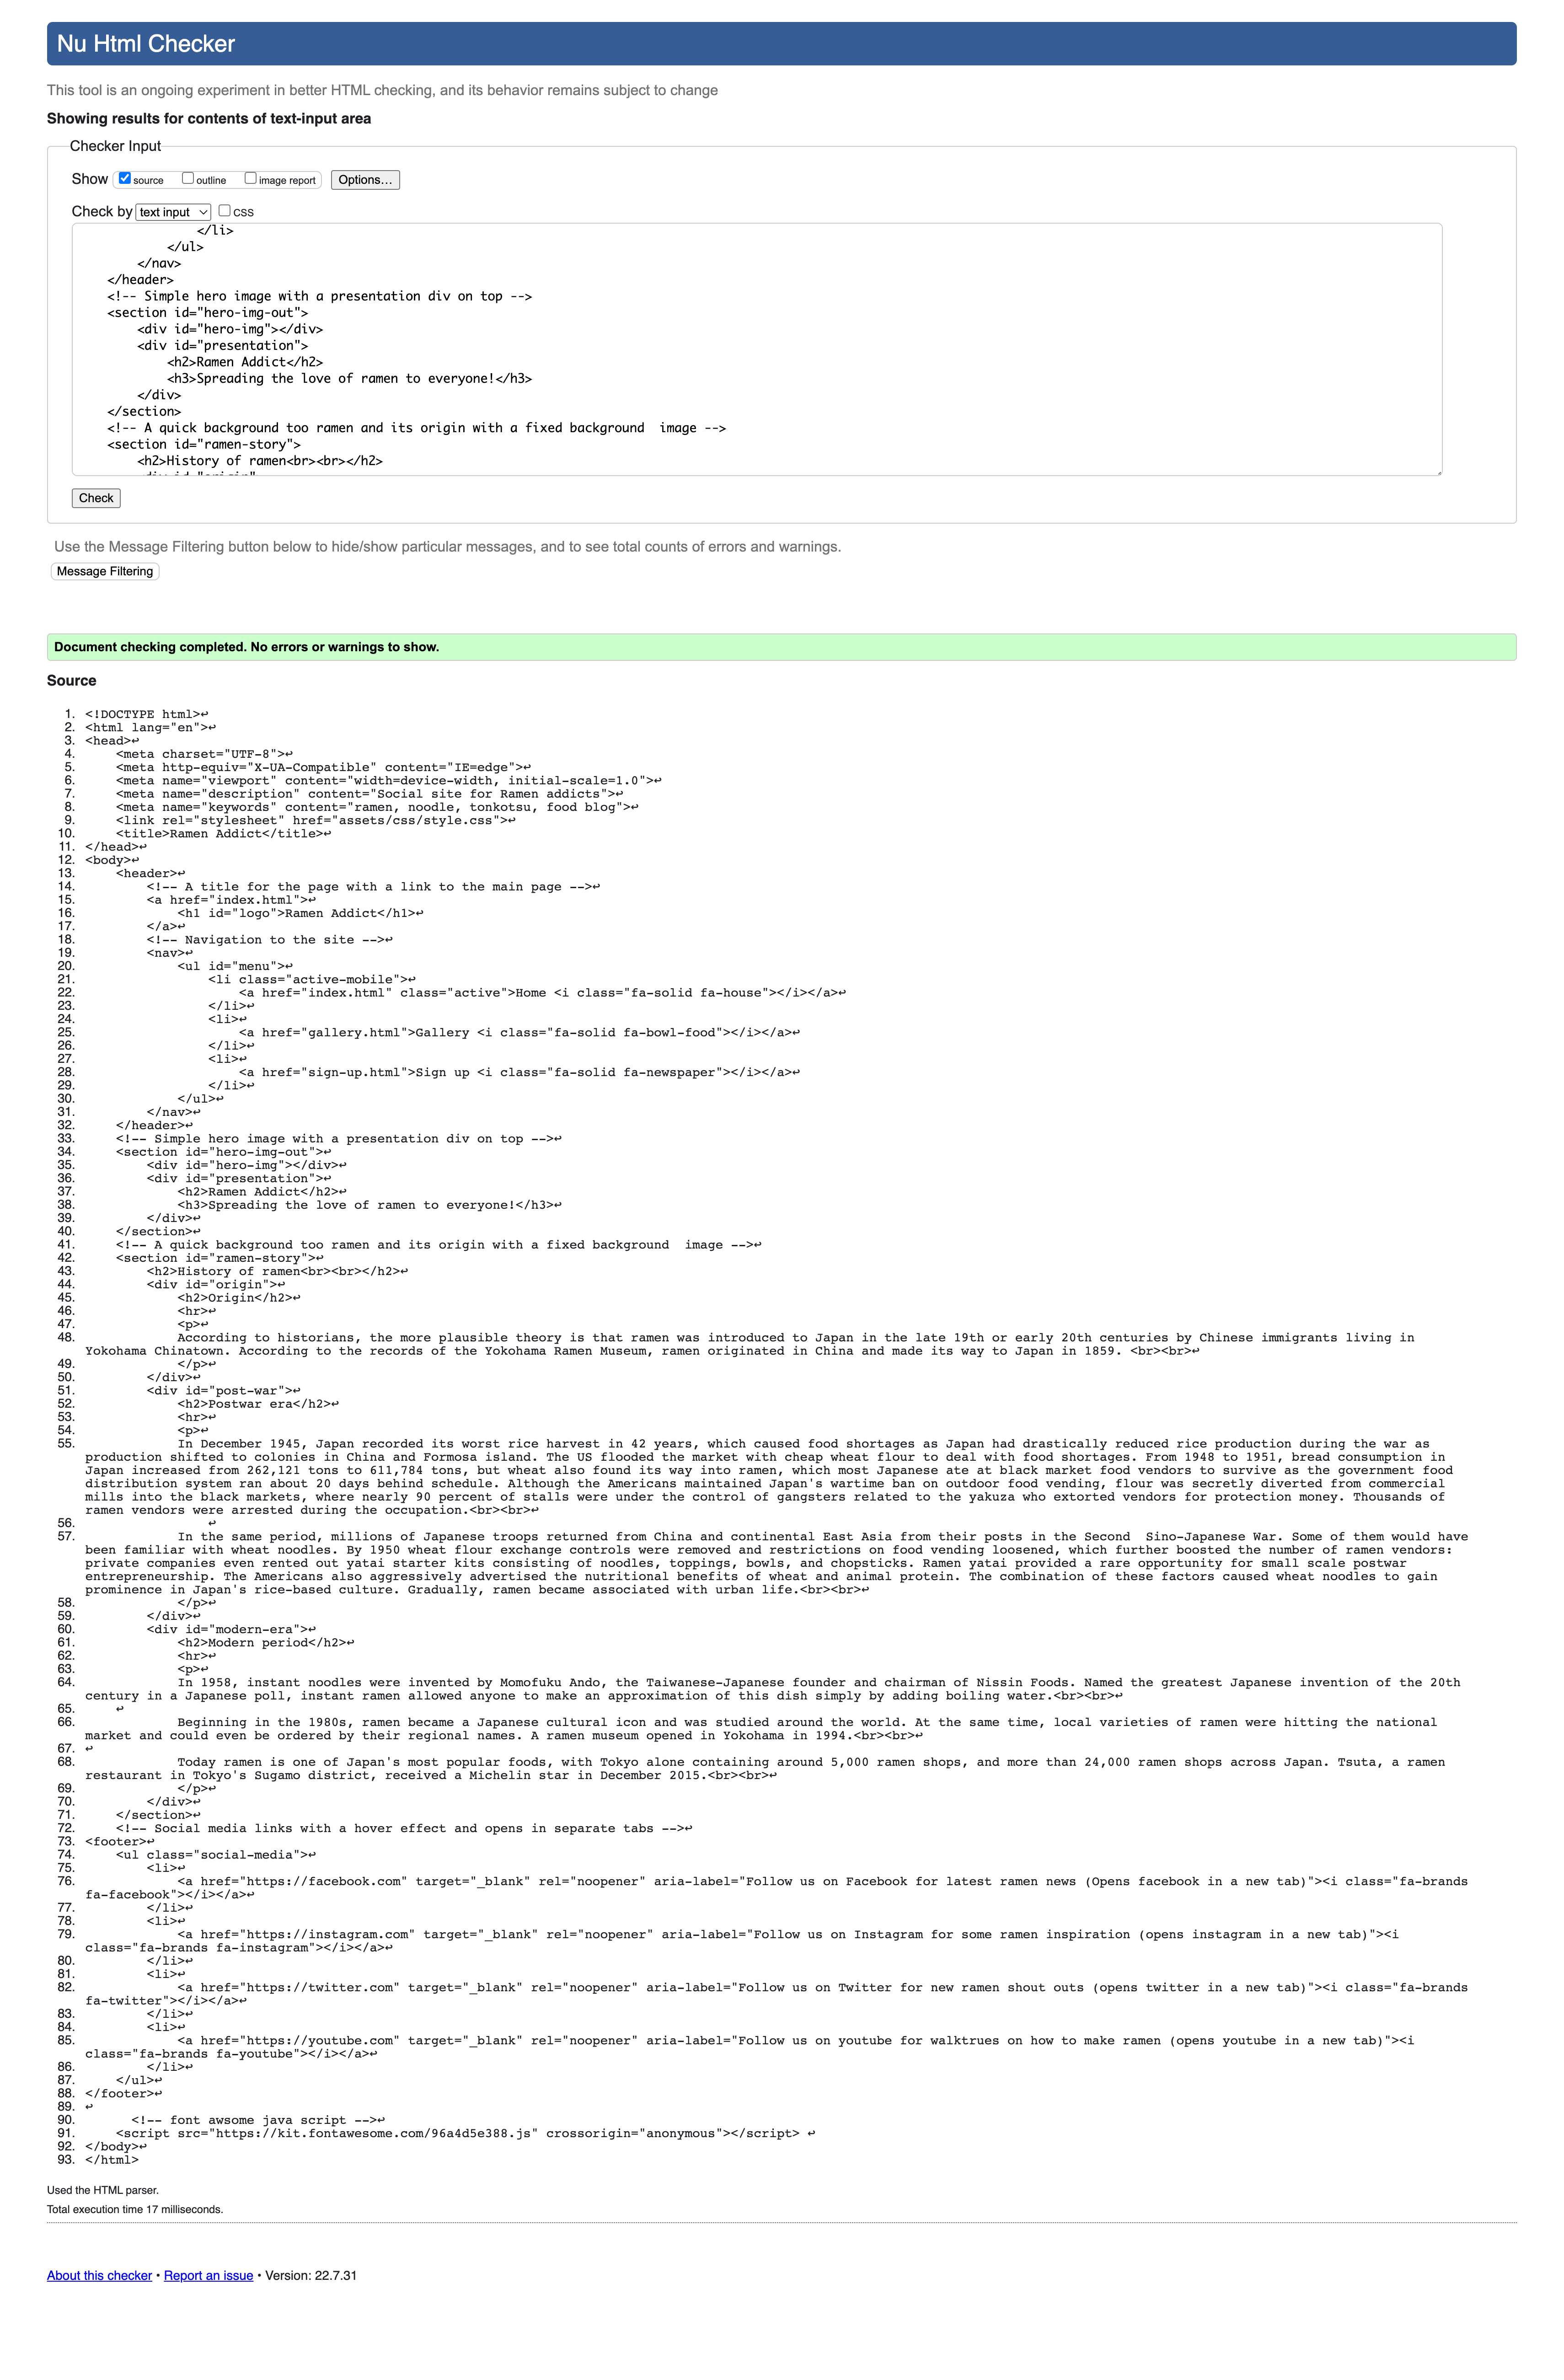 Nu Html Checker
This tool is an ongoing experiment in better HTML checking, and its behavior remains subject to change
Showing results for contents of text-input area
Checker Input
Show source outline image report Options...
Check by text input CSS
</li>
</ul>
</nav>
</header>
<!-- Simple hero image with a presentation div on top -->
<section id="hero-img-out">
<div id="hero-img"></div>
<div id="presentation">
<h2>Ramen Addict</h2>
<h3>Spreading the love of ramen to everyone!</h3>
</div>
</section>
<!-- A quick background too ramen and its origin with a fixed background  image -->
<section id="ramen-story">
<h2>History of ramen<br><br></h2>
Check
Use the Message Filtering button below to hide/show particular messages, and to see total counts of errors and warnings.
Message Filtering
Document checking completed. No errors or warnings to show.
Source
1. <!DOCTYPE html>↩
2. <html lang="en">↩
3. <head>↩
4. <meta charset="UTF-8">↩
5. <meta http-equiv="X-UA-Compatible" content="IE=edge">↩
6. <meta name="viewport" content="width=device-width, initial-scale=1.0">↩
7. <meta name="description" content="Social site for Ramen addicts">↩
8. <meta name="keywords" content="ramen, noodle, tonkotsu, food blog">↩
9. <link rel="stylesheet" href="assets/css/style.css">↩
10. <title>Ramen Addict</title>↩
11. </head>↩
12. <body>↩
13. <header>↩
14. <!-- A title for the page with a link to the main page -->↩
15. <a href="index.html">↩
16. <h1 id="logo">Ramen Addict</h1>↩
17. </a>↩
18. <!-- Navigation to the site -->↩
19. <nav>↩
20. <ul id="menu">↩
21. <li class="active-mobile">↩
22. <a href="index.html" class="active">Home <i class="fa-solid fa-house"></i></a>↩
23. </li>↩
24. <li>↩
25. <a href="gallery.html">Gallery <i class="fa-solid fa-bowl-food"></i></a>↩
26. </li>↩
27. <li>↩
28. <a href="sign-up.html">Sign up <i class="fa-solid fa-newspaper"></i></a>↩
29. </li>↩
30. </ul>↩
31. </nav>↩
32. </header>↩
33. <!-- Simple hero image with a presentation div on top -->↩
34. <section id="hero-img-out">↩
35. <div id="hero-img"></div>↩
36. <div id="presentation">↩
37. <h2>Ramen Addict</h2>↩
38. <h3>Spreading the love of ramen to everyone!</h3>↩
39. </div>↩
40. </section>↩
41. <!-- A quick background too ramen and its origin with a fixed background  image -->↩
42. <section id="ramen-story">↩
43. <h2>History of ramen<br><br></h2>↩
44. <div id="origin">↩
45. <h2>Origin</h2>↩
46. <hr>↩
47. <p>↩
48. According to historians, the more plausible theory is that ramen was introduced to Japan in the late 19th or early 20th centuries by Chinese immigrants living in
Yokohama Chinatown. According to the records of the Yokohama Ramen Museum, ramen originated in China and made its way to Japan in 1859. <br><br>↩
49. </p>↩
50. </div>↩
51. <div id="post-war">↩
52. <h2>Postwar era</h2>↩
53. <hr>↩
54. <p>↩
55. In December 1945, Japan recorded its worst rice harvest in 42 years, which caused food shortages as Japan had drastically reduced rice production during the war as
production shifted to colonies in China and Formosa island. The US flooded the market with cheap wheat flour to deal with food shortages. From 1948 to 1951, bread consumption in
Japan increased from 262,121 tons to 611,784 tons, but wheat also found its way into ramen, which most Japanese ate at black market food vendors to survive as the government food
distribution system ran about 20 days behind schedule. Although the Americans maintained Japan's wartime ban on outdoor food vending, flour was secretly diverted from commercial
mills into the black markets, where nearly 90 percent of stalls were under the control of gangsters related to the yakuza who extorted vendors for protection money. Thousands of
ramen vendors were arrested during the occupation.<br><br>↩
56. ↩
57. In the same period, millions of Japanese troops returned from China and continental East Asia from their posts in the Second  Sino-Japanese War. Some of them would have
been familiar with wheat noodles. By 1950 wheat flour exchange controls were removed and restrictions on food vending loosened, which further boosted the number of ramen vendors:
private companies even rented out yatai starter kits consisting of noodles, toppings, bowls, and chopsticks. Ramen yatai provided a rare opportunity for small scale postwar
entrepreneurship. The Americans also aggressively advertised the nutritional benefits of wheat and animal protein. The combination of these factors caused wheat noodles to gain
prominence in Japan's rice-based culture. Gradually, ramen became associated with urban life.<br><br>↩
58. </p>↩
59. </div>↩
60. <div id="modern-era">↩
61. <h2>Modern period</h2>↩
62. <hr>↩
63. <p>↩
64. In 1958, instant noodles were invented by Momofuku Ando, the Taiwanese-Japanese founder and chairman of Nissin Foods. Named the greatest Japanese invention of the 20th
century in a Japanese poll, instant ramen allowed anyone to make an approximation of this dish simply by adding boiling water.<br><br>↩
65. ↩
66. Beginning in the 1980s, ramen became a Japanese cultural icon and was studied around the world. At the same time, local varieties of ramen were hitting the national
market and could even be ordered by their regional names. A ramen museum opened in Yokohama in 1994.<br><br>↩
67. ↩
68. Today ramen is one of Japan's most popular foods, with Tokyo alone containing around 5,000 ramen shops, and more than 24,000 ramen shops across Japan. Tsuta, a ramen
restaurant in Tokyo's Sugamo district, received a Michelin star in December 2015.<br><br>↩
69. </p>↩
70. </div>↩
71. </section>↩
72. <!-- Social media links with a hover effect and opens in separate tabs -->↩
73. <footer>↩
74. <ul class="social-media">↩
75. <li>↩
76. <a href="https://facebook.com" target="_blank" rel="noopener" aria-label="Follow us on Facebook for latest ramen news (Opens facebook in a new tab)"><i class="fa-brands
fa-facebook"></i></a>↩
77. </li>↩
78. <li>↩
79. <a href="https://instagram.com" target="_blank" rel="noopener" aria-label="Follow us on Instagram for some ramen inspiration (opens instagram in a new tab)"><i
class="fa-brands fa-instagram"></i></a>↩
80. </li>↩
81. <li>↩
82. <a href="https://twitter.com" target="_blank" rel="noopener" aria-label="Follow us on Twitter for new ramen shout outs (opens twitter in a new tab)"><i class="fa-brands
fa-twitter"></i></a>↩
83. </li>↩
84. <li>↩
85. <a href="https://youtube.com" target="_blank" rel="noopener" aria-label="Follow us on youtube for walktrues on how to make ramen (opens youtube in a new tab)"><i
class="fa-brands fa-youtube"></i></a>↩
86. </li>↩
87. </ul>↩
88. </footer>↩
89. ↩
90. <!-- font awsome java script -->↩
91. <script src="https://kit.fontawesome.com/96a4d5e388.js" crossorigin="anonymous"></script> ↩
92. </body>↩
93. </html>
Used the HTML parser.
Total execution time 17 milliseconds.
About this checker • Report an issue • Version: 22.7.31